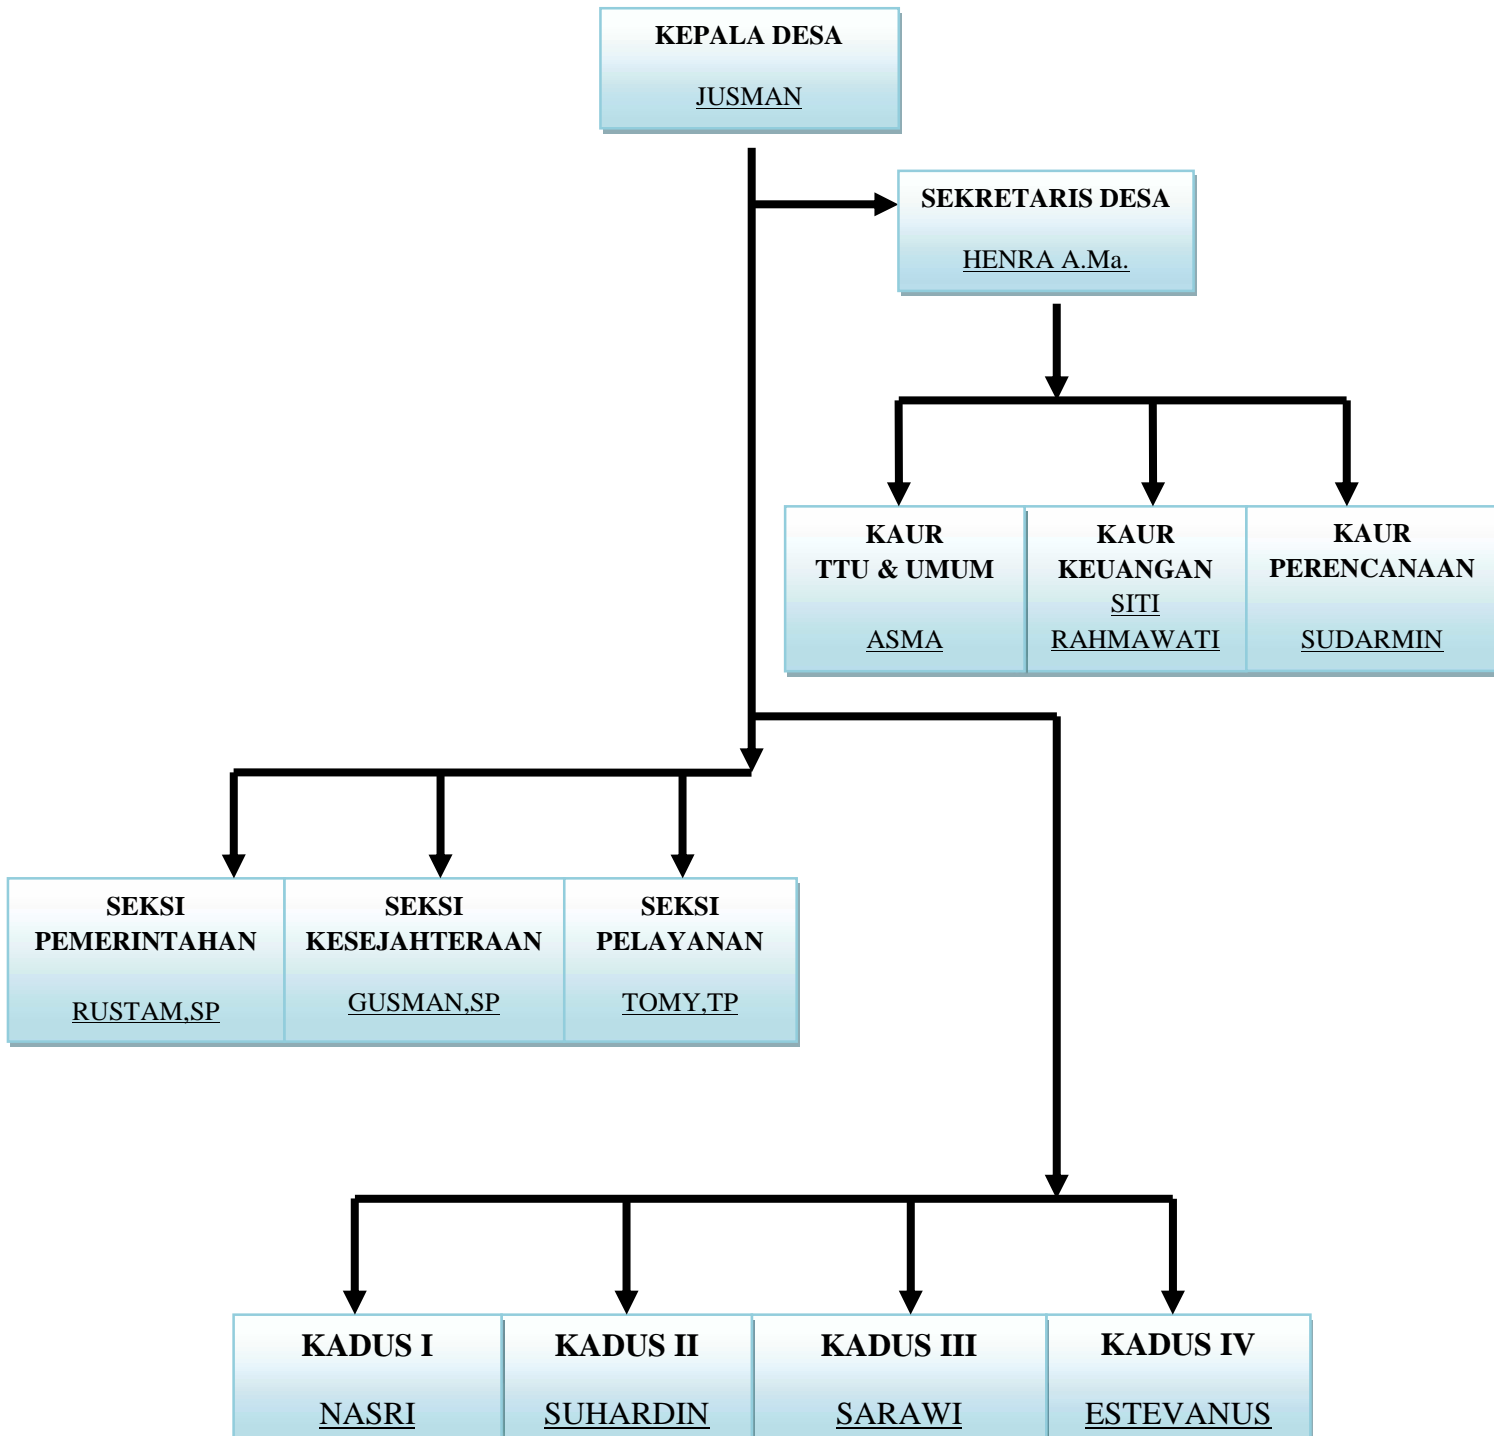 KEPALA DESA
JUSMAN
SEKRETARIS DESA
HENRA A.Ma.
KAUR
TTU & UMUM
ASMA
KAUR
KEUANGAN
SITI
RAHMAWATI
KAUR
PERENCANAAN
SUDARMIN
SEKSI
PEMERINTAHAN
RUSTAM,SP
SEKSI
KESEJAHTERAAN
GUSMAN,SP
SEKSI
PELAYANAN
TOMY,TP
KADUS I
NASRI
KADUS II
SUHARDIN
KADUS III
SARAWI
KADUS IV
ESTEVANUS